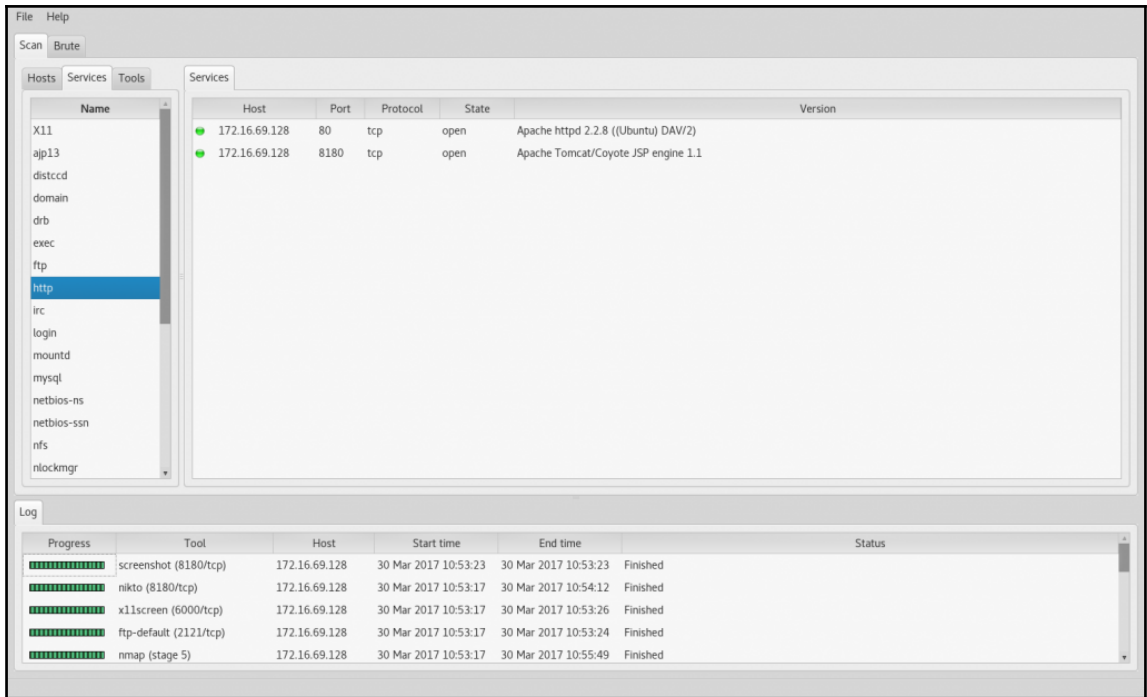 File Help
Scan Brute
Hosts Services Tools
Services
Name
X11
ajp13
distccd
domain
drb
exec
ftp
http
irc
login
mountd
mysql
netbios-ns
netbios-ssn
nfs
nlockmgr
Host Port Protocol State Version
172.16.69.128 80 tcp open Apache httpd 2.2.8 ((Ubuntu) DAV/2)
172.16.69.128 8180 tcp open Apache Tomcat/Coyote JSP engine 1.1
Log
Progress Tool Host Start time End time Status
screenshot (8180/tcp) 172.16.69.128 30 Mar 2017 10:53:23 30 Mar 2017 10:53:23 Finished
nikto (8180/tcp) 172.16.69.128 30 Mar 2017 10:53:17 30 Mar 2017 10:54:12 Finished
x11screen (6000/tcp) 172.16.69.128 30 Mar 2017 10:53:17 30 Mar 2017 10:53:26 Finished
ftp-default (2121/tcp) 172.16.69.128 30 Mar 2017 10:53:17 30 Mar 2017 10:53:24 Finished
nmap (stage 5) 172.16.69.128 30 Mar 2017 10:53:17 30 Mar 2017 10:55:49 Finished